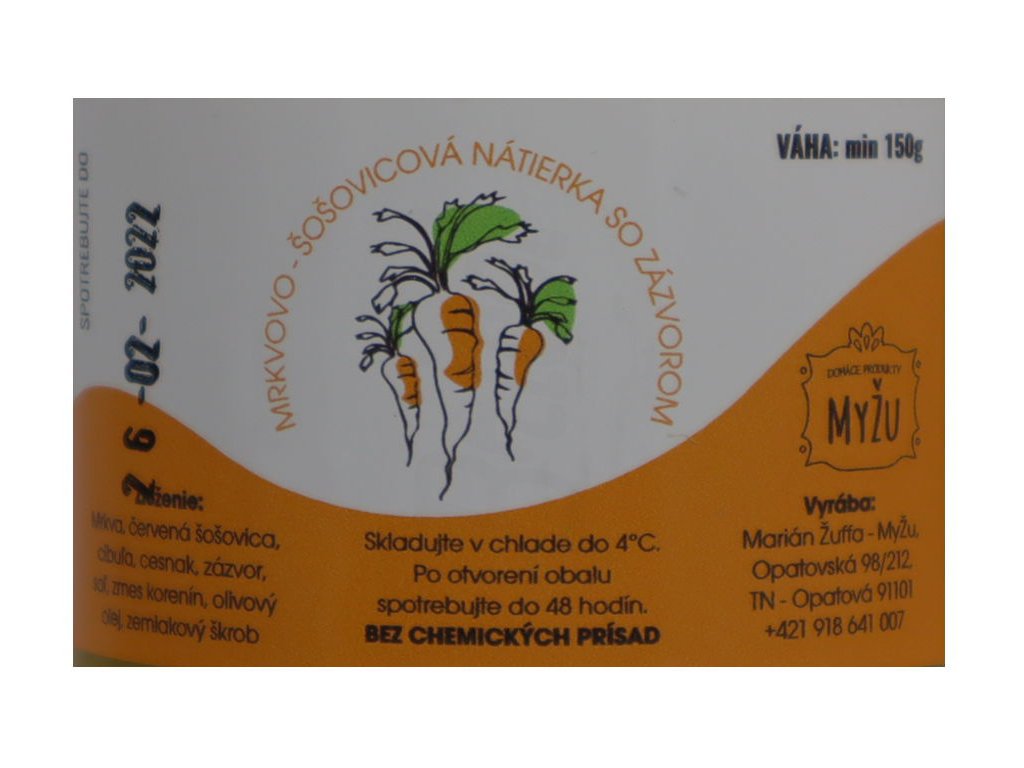 SPOTREBUJTE DO
26 -02- 2022
MRKVOVO - ŠOŠOVICOVÁ NÁTIERKA SO ZÁZVOROM
VÁHA: min 150g
DOMÁCE PRODUKTY
MYŽU
Zloženie:
Mrkva, červená šošovica,
cibuľa, cesnak, zázvor,
soľ, zmes korenín, olivový
olej, zemiakový škrob
Skladujte v chlade do 4°C.
Po otvorení obalu
spotrebujte do 48 hodín.
BEZ CHEMICKÝCH PRÍSAD
Vyrába:
Marián Žuffa - MyŽu,
Opatovská 98/212,
TN - Opatová 91101
+421 918 641 007